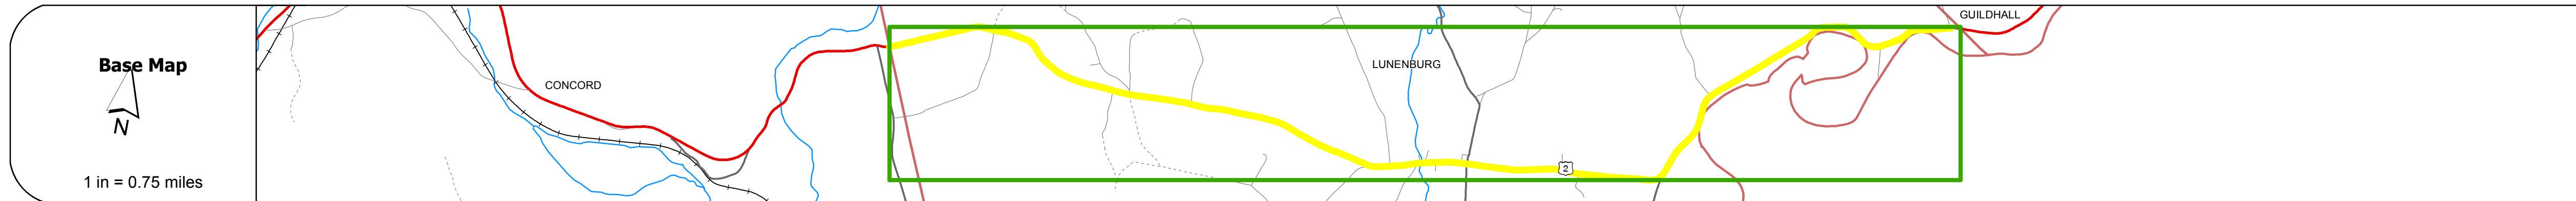 Base Map
N
1 in = 0.75 miles
CONCORD
LUNENBURG
2
GUILDHALL